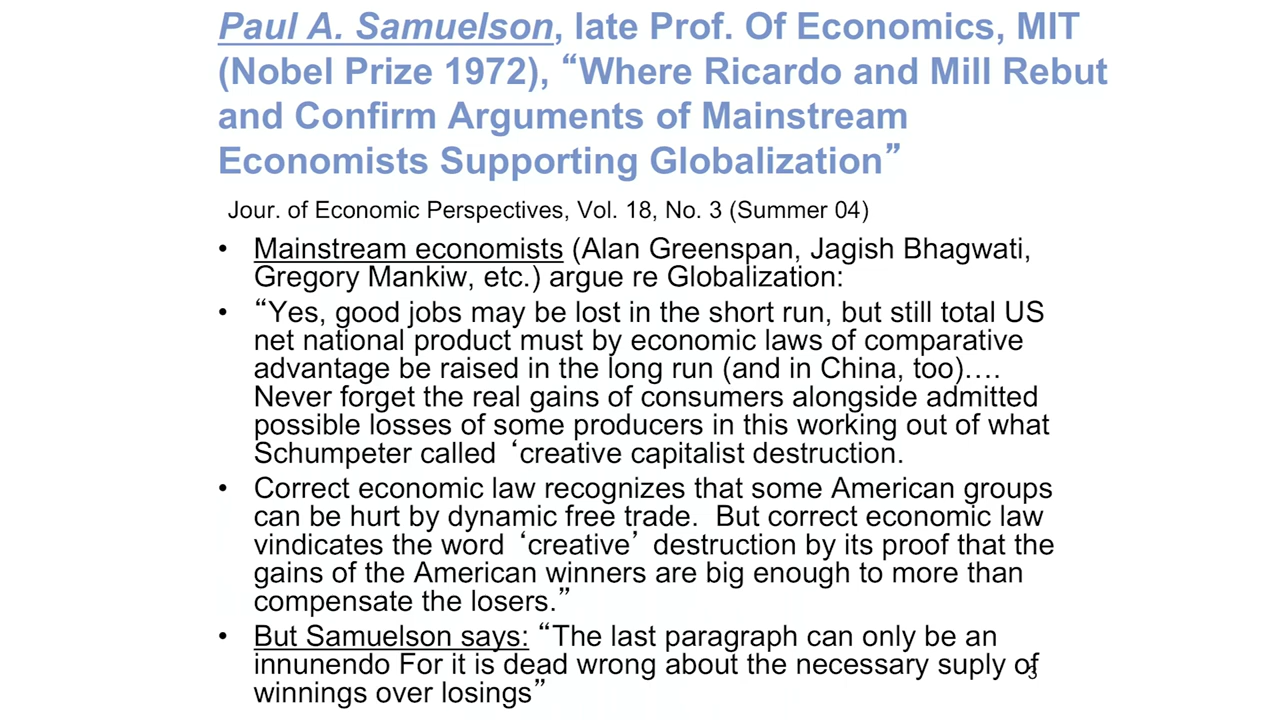 Paul A. Samuelson, late Prof. Of Economics, MIT
(Nobel Prize 1972), “Where Ricardo and Mill Rebut
and Confirm Arguments of Mainstream
Economists Supporting Globalization”
Jour. of Economic Perspectives, Vol. 18, No. 3 (Summer 04)
• Mainstream economists (Alan Greenspan, Jagish Bhagwati,
Gregory Mankiw, etc.) argue re Globalization:
• “Yes, good jobs may be lost in the short run, but still total US
net national product must by economic laws of comparative
advantage be raised in the long run (and in China, too)….
Never forget the real gains of consumers alongside admitted
possible losses of some producers in this working out of what
Schumpeter called ‘creative capitalist destruction.
• Correct economic law recognizes that some American groups
can be hurt by dynamic free trade. But correct economic law
vindicates the word ‘creative’ destruction by its proof that the
gains of the American winners are big enough to more than
compensate the losers.”
• But Samuelson says: “The last paragraph can only be an
innunendo For it is dead wrong about the necessary suply of
winnings over losings”
3